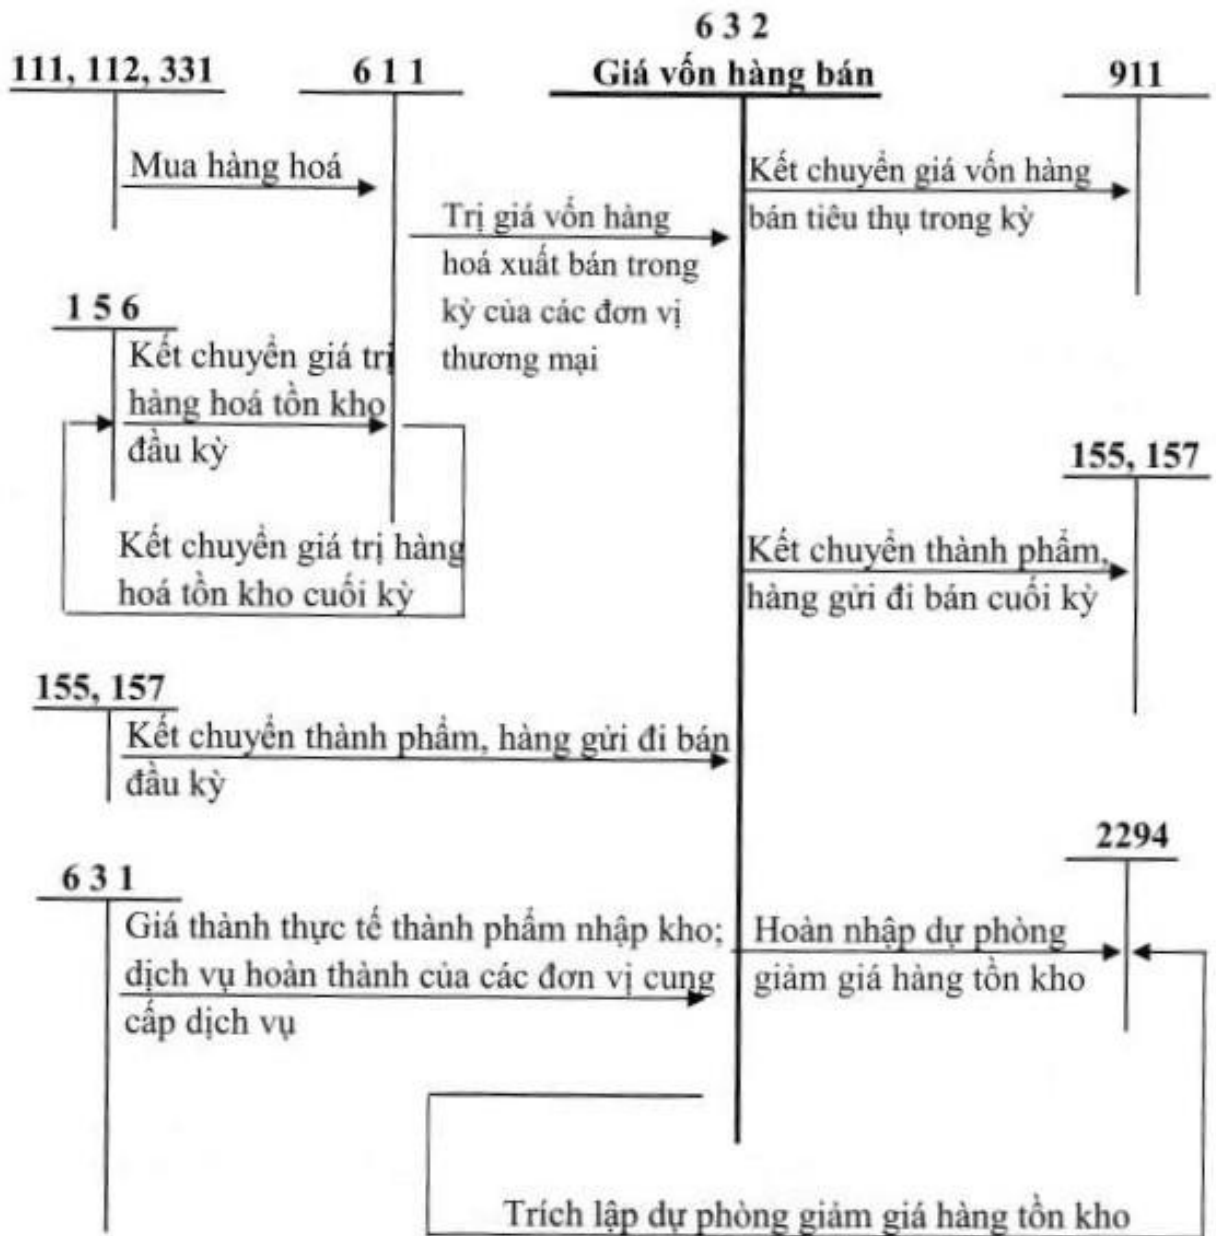 6 3 2
111, 112, 331
6 1 1
Giá vốn hàng bán
911
Mua hàng hoá
Trị giá vốn hàng
hoá xuất bán trong
kỳ của các đơn vị
thương mại
Kết chuyển giá vốn hàng
bán tiêu thụ trong kỳ
1 5 6
Kết chuyển giá trị
hàng hoá tồn kho
đầu kỳ
Kết chuyển giá trị hàng
hoá tồn kho cuối kỳ
155, 157
Kết chuyển thành phẩm,
hàng gửi đi bán cuối kỳ
155, 157
Kết chuyển thành phẩm, hàng gửi đi bán
đầu kỳ
6 3 1
Giá thành thực tế thành phẩm nhập kho;
dịch vụ hoàn thành của các đơn vị cung
cấp dịch vụ
2294
Hoàn nhập dự phòng
giảm giá hàng tồn kho
Trích lập dự phòng giảm giá hàng tồn kho